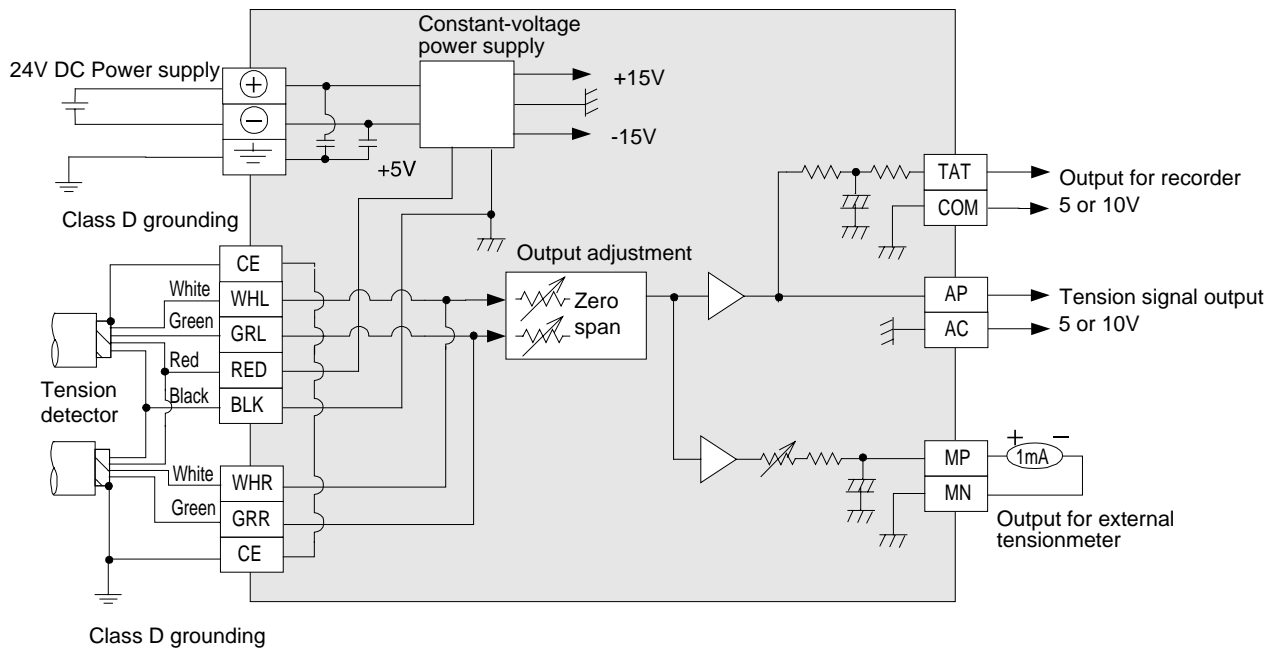 Constant-voltage
power supply
24V DC Power supply
+15V
-15V
+5V
Class D grounding
TAT
COM
Output for recorder
5 or 10V
CE
White
WHL
Green
GRL
Red
RED
Black
BLK
Tension
detector
Output adjustment
Zero
span
AP
AC
Tension signal output
5 or 10V
White
WHR
Green
GRR
CE
MP
MN
+ −
1mA
Output for external
tensionmeter
Class D grounding